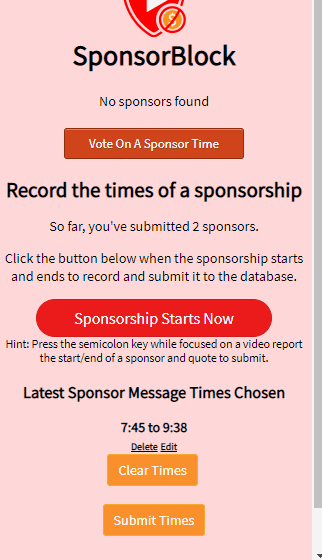 SponsorBlock
No sponsors found
Vote On A Sponsor Time
Record the times of a sponsorship
So far, you've submitted 2 sponsors.
Click the button below when the sponsorship starts
and ends to record and submit it to the database.
Sponsorship Starts Now
Hint: Press the semicolon key while focused on a video report
the start/end of a sponsor and quote to submit.
Latest Sponsor Message Times Chosen
7:45 to 9:38
Delete Edit
Clear Times
Submit Times